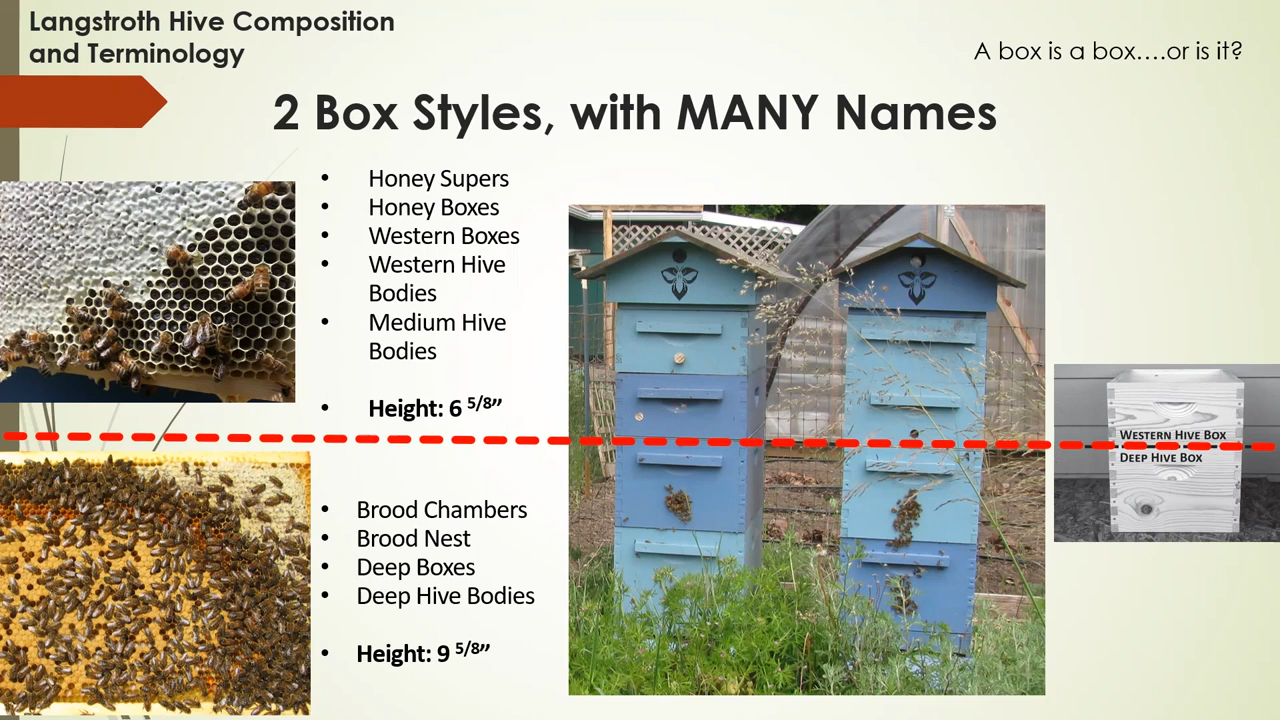 Langstroth Hive Composition
and Terminology
A box is a box....or is it?
2 Box Styles, with MANY Names
• Honey Supers
• Honey Boxes
• Western Boxes
• Western Hive
Bodies
• Medium Hive
Bodies
• Height: 6 5/8”
WESTERN HIVE BOX
DEEP HIVE BOX
• Brood Chambers
• Brood Nest
• Deep Boxes
• Deep Hive Bodies
• Height: 9 5/8”